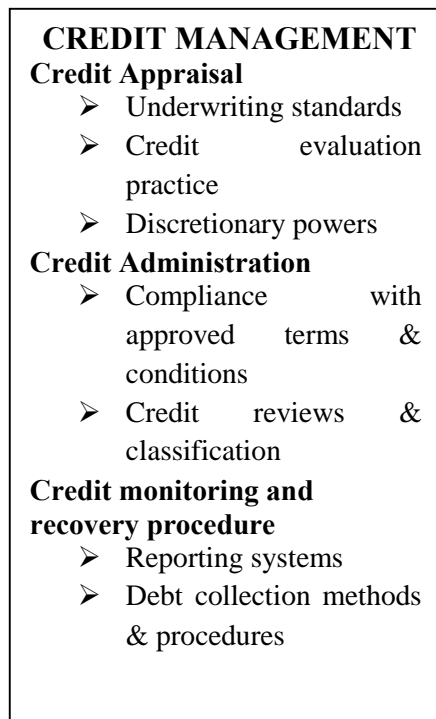 CREDIT MANAGEMENT
Credit Appraisal
➢ Underwriting standards
➢ Credit evaluation
practice
➢ Discretionary powers
Credit Administration
➢ Compliance with
approved terms &
conditions
➢ Credit reviews &
classification
Credit monitoring and
recovery procedure
➢ Reporting systems
➢ Debt collection methods
& procedures